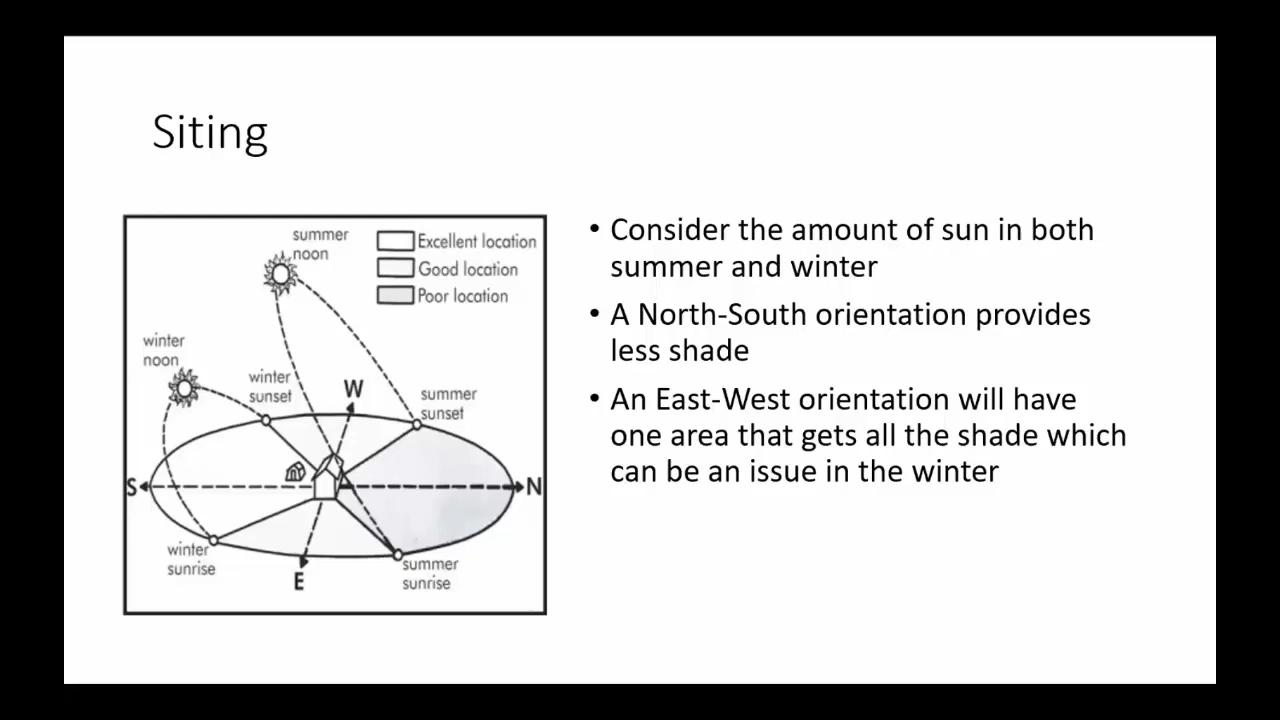 Siting
summer
noon
Excellent location
Good location
Poor location
winter
noon
winter
sunset
W
summer
sunset
S
N
winter
sunrise
E
summer
sunrise
• Consider the amount of sun in both
summer and winter
• A North-South orientation provides
less shade
• An East-West orientation will have
one area that gets all the shade which
can be an issue in the winter